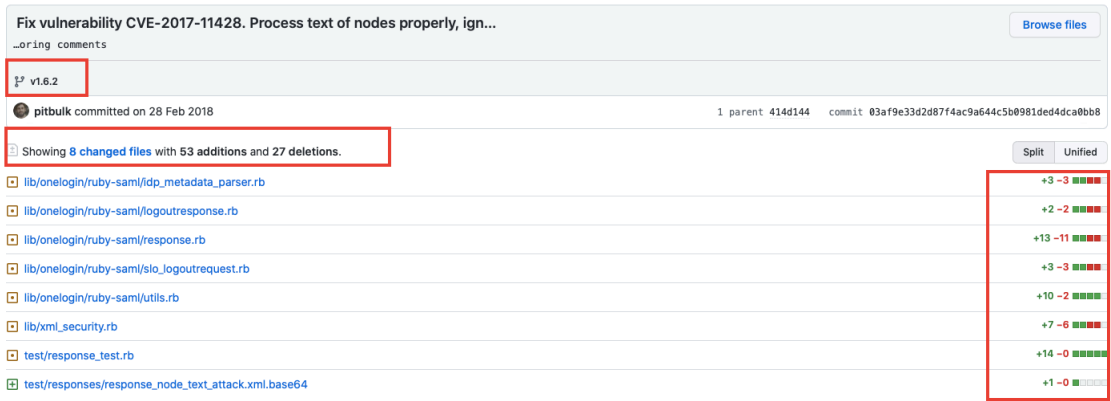 Fix vulnerability CVE-2017-11428. Process text of nodes properly, ign...
Browse files
…oring comments
v1.6.2
pitbulk committed on 28 Feb 2018
1 parent 414d144 commit 03af9e33d2d87f4ac9a644c5b0981ded4dca0bb8
Showing 8 changed files with 53 additions and 27 deletions.
Split Unified
lib/onelogin/ruby-saml/idp_metadata_parser.rb +3 −3
lib/onelogin/ruby-saml/logoutresponse.rb +2 −2
lib/onelogin/ruby-saml/response.rb +13 −11
lib/onelogin/ruby-saml/slo_logoutrequest.rb +3 −3
lib/onelogin/ruby-saml/utils.rb +10 −2
lib/xml_security.rb +7 −6
test/response_test.rb +14 −0
test/responses/response_node_text_attack.xml.base64 +1 −0